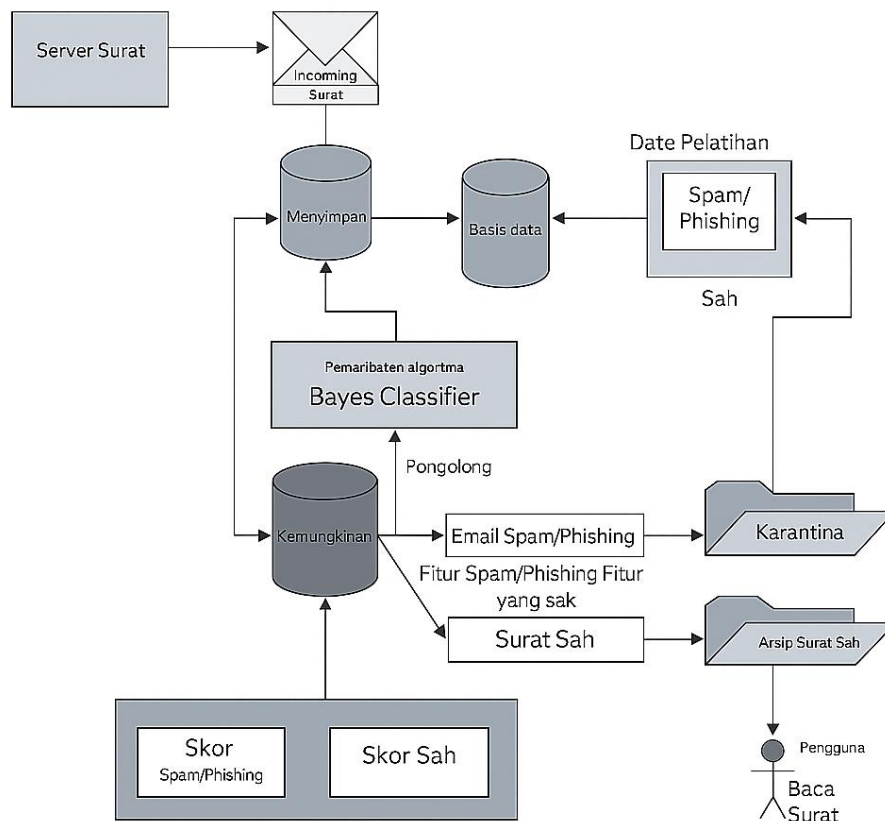 Server Surat
Incoming
Surat
Date Pelatihan
Menyimpan
Basis data
Spam/
Phishing
Sah
Pemaribaten algortma
Bayes Classifier
Pongolong
Kemungkinan
Email Spam/Phishing
Karantina
Fitur Spam/Phishing Fitur
yang sak
Surat Sah
Arsip Surat Sah
Skor
Spam/Phishing
Skor Sah
Pengguna
Baca
Surat